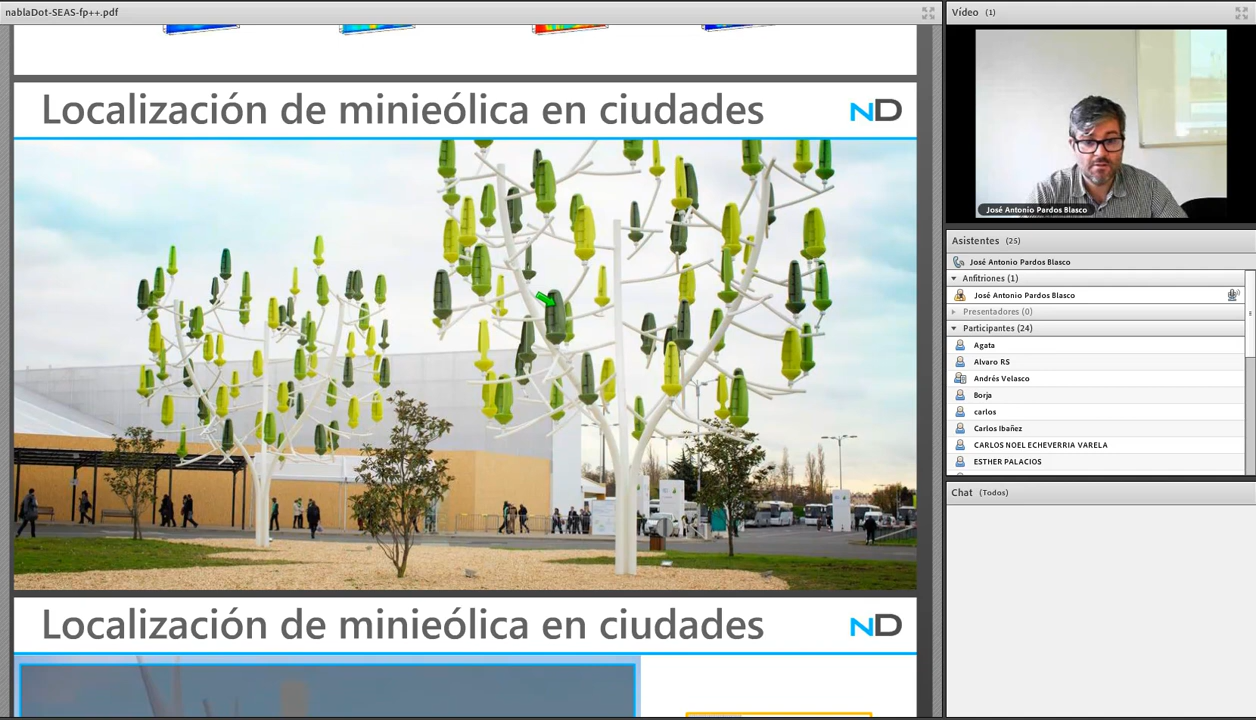 nablaDot-SEAS-fp++.pdf
Localización de minieólica en ciudades
ND
Localización de minieólica en ciudades
ND
Vídeo (1)
José Antonio Pardos Blasco
Asistentes (25)
José Antonio Pardos Blasco
Anfitriones (1)
José Antonio Pardos Blasco
Presentadores (0)
Participantes (24)
Agata
Alvaro RS
Andrés Velasco
Borja
carlos
Carlos Ibañez
CARLOS NOEL ECHEVERRIA VARELA
ESTHER PALACIOS
Chat (Todos)